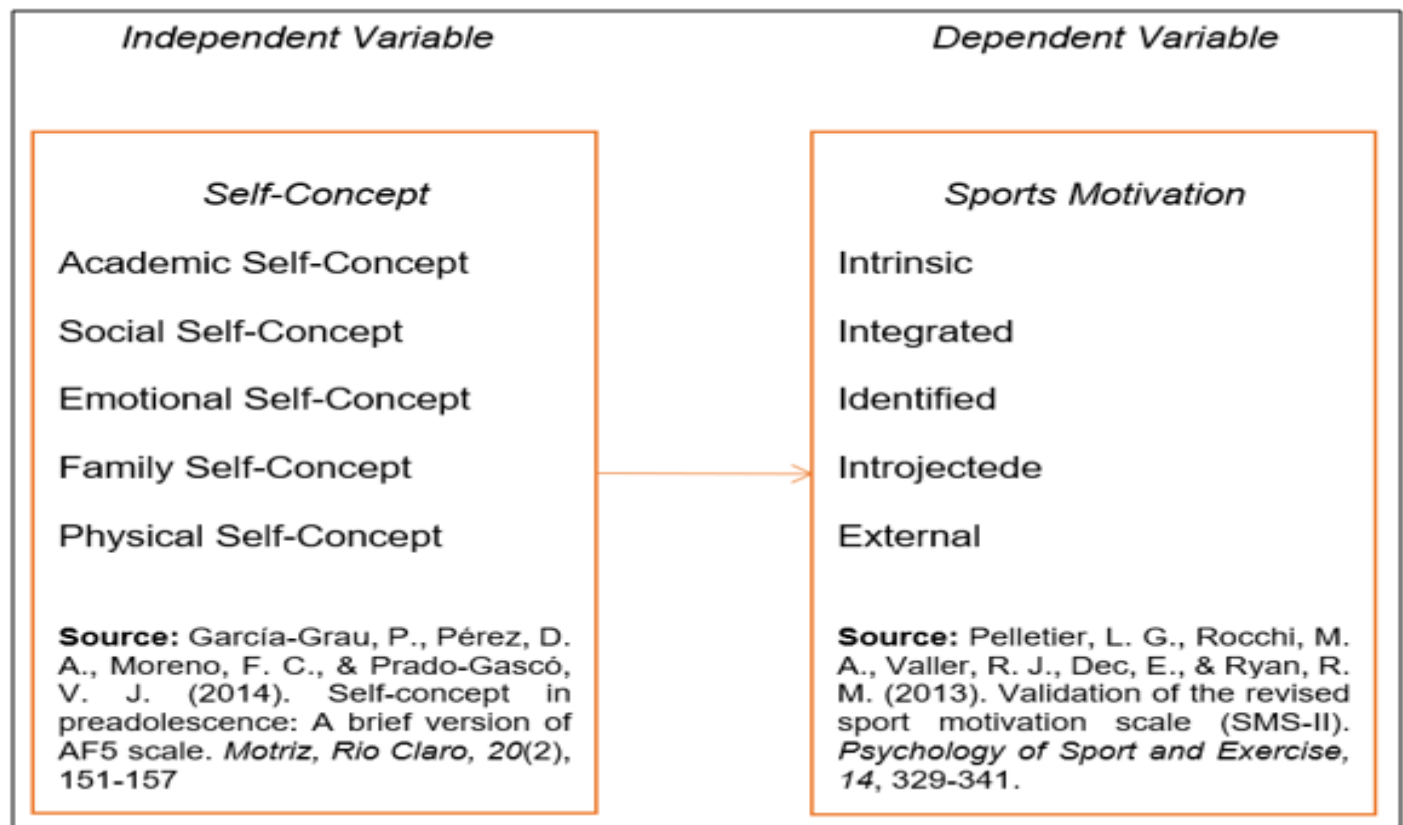 Independent Variable
Dependent Variable
Self-Concept
Academic Self-Concept
Social Self-Concept
Emotional Self-Concept
Family Self-Concept
Physical Self-Concept
Source: García-Grau, P., Pérez, D.
A., Moreno, F. C., & Prado-Gascó,
V. J. (2014). Self-concept in
preadolescence: A brief version of
AF5 scale. Motriz, Rio Claro, 20(2),
151-157
Sports Motivation
Intrinsic
Integrated
Identified
Introjectede
External
Source: Pelletier, L. G., Rocchi, M.
A., Valler, R. J., Dec, E., & Ryan, R.
M. (2013). Validation of the revised
sport motivation scale (SMS-II).
Psychology of Sport and Exercise,
14, 329-341.